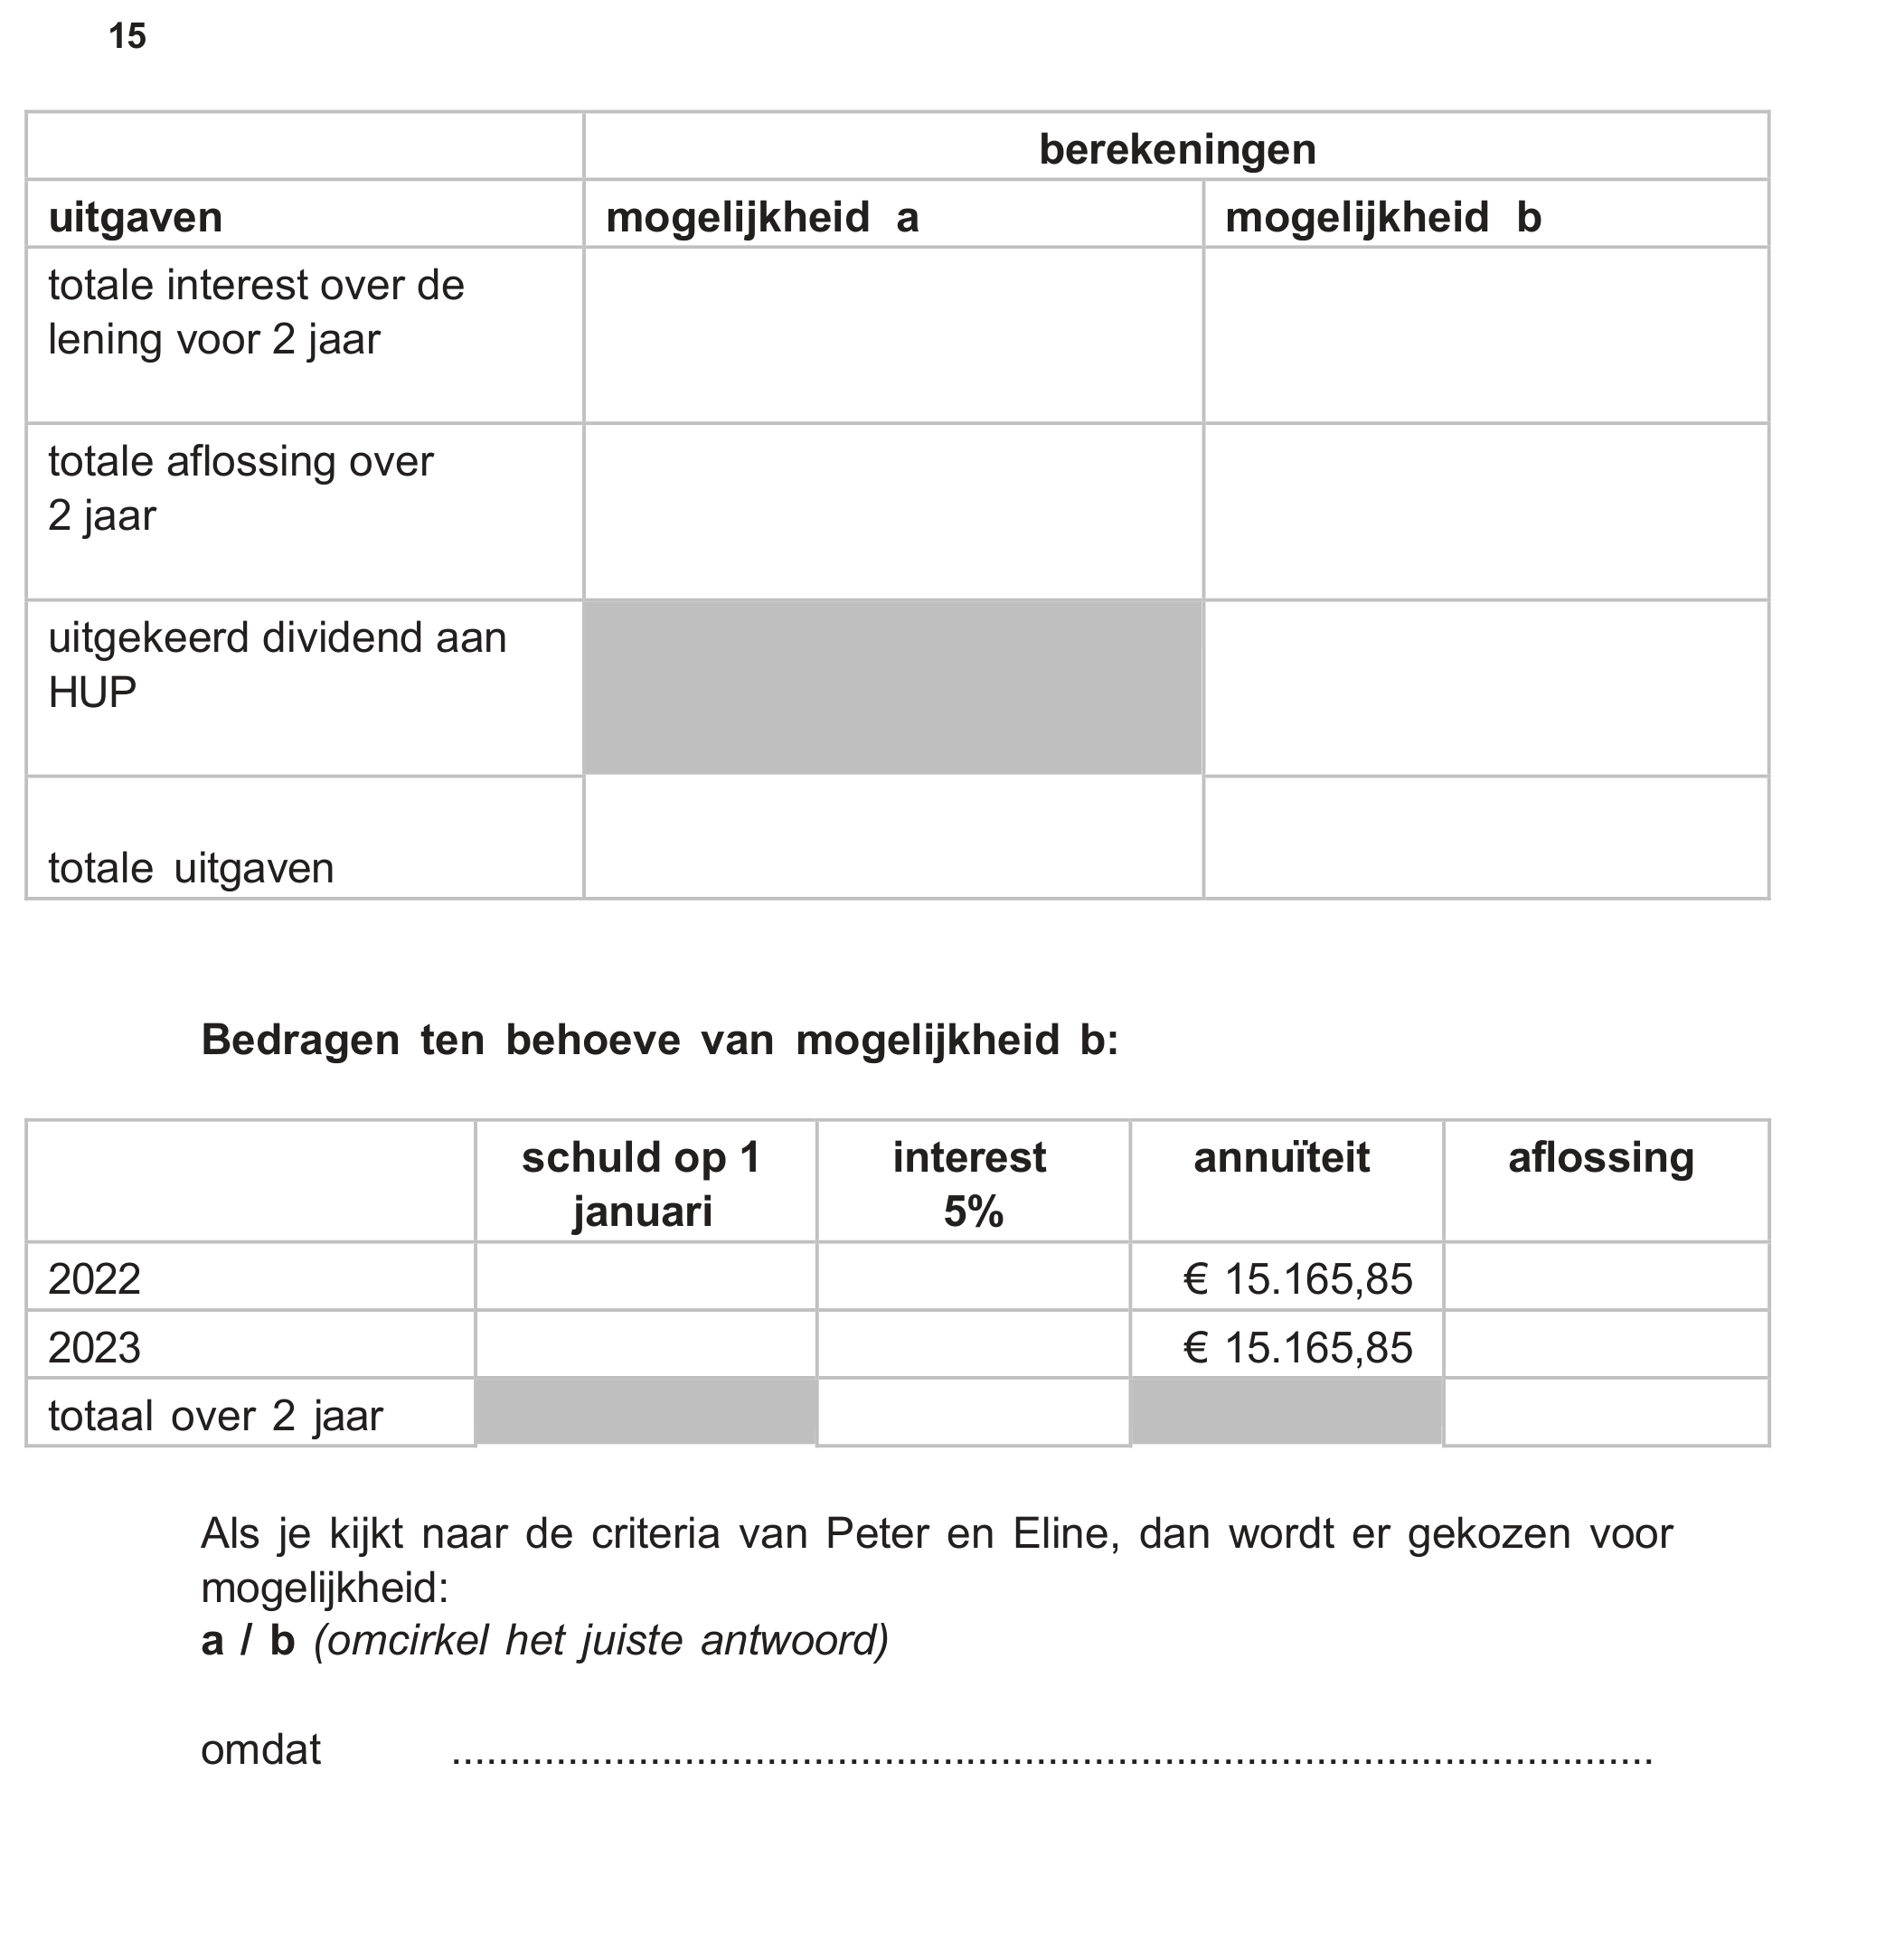 15
berekeningen
uitgaven mogelijkheid a mogelijkheid b
totale interest over de
lening voor 2 jaar
totale aflossing over
2 jaar
uitgekeerd dividend aan
HUP
totale uitgaven
Bedragen ten behoeve van mogelijkheid b:
schuld op 1
januari
interest
5%
annuïteit
aflossing
2022 € 15.165,85
2023 € 15.165,85
totaal over 2 jaar
Als je kijkt naar de criteria van Peter en Eline, dan wordt er gekozen voor
mogelijkheid:
a / b (omcirkel het juiste antwoord)
omdat ........................................................................................................